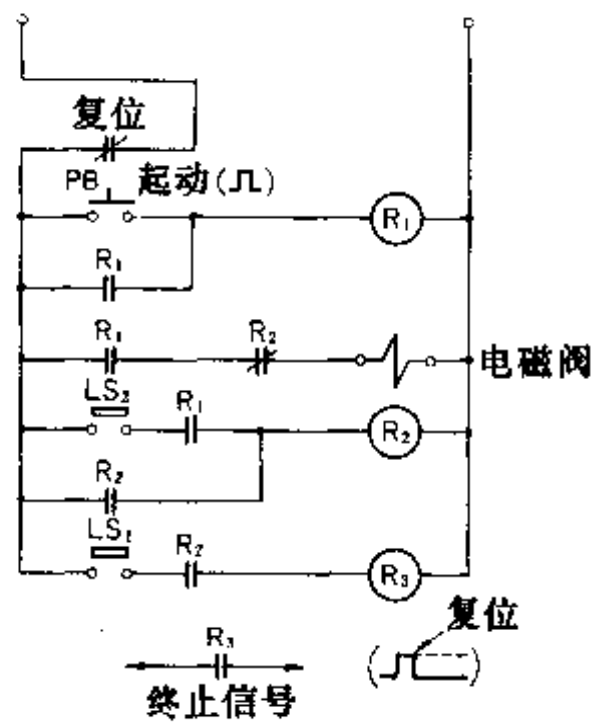 复位
PB 起动(⎍)
R₁
R₁
R₁ R₂
电磁阀
LS₂ R₁
R₂
R₂
LS₁ R₂
R₃
复位
R₃
终止信号